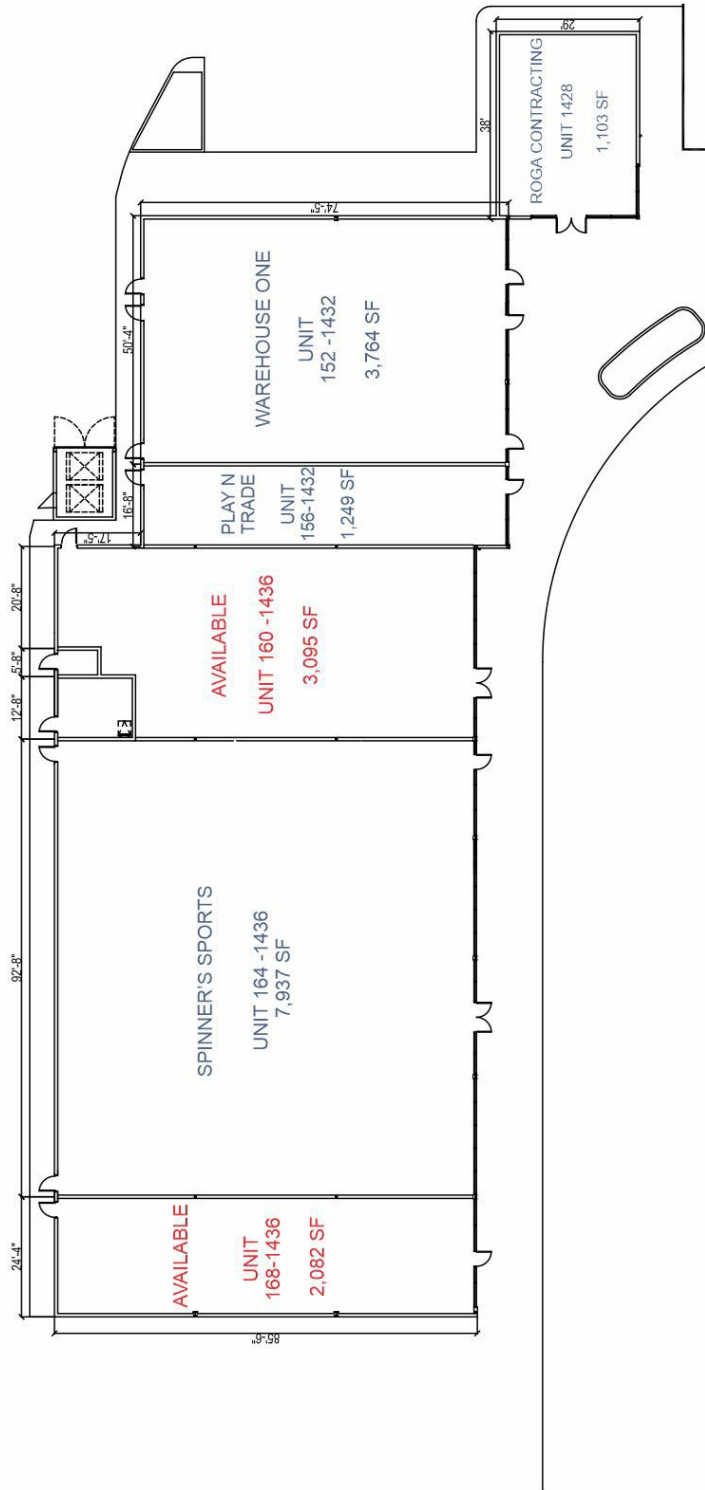 29'
38'
ROGA CONTRACTING
UNIT 1428
1,103 SF
74'-5"
50'-4"
WAREHOUSE ONE
UNIT
152 -1432
3,764 SF
16'-8"
PLAY N
TRADE
UNIT
156-1432
1,249 SF
17'-5"
20'-8"
5'-8"
12'-8"
AVAILABLE
UNIT 160 -1436
3,095 SF
92'-8"
SPINNER'S SPORTS
UNIT 164 -1436
7,937 SF
24'-4"
AVAILABLE
UNIT
168-1436
2,082 SF
85'-6"